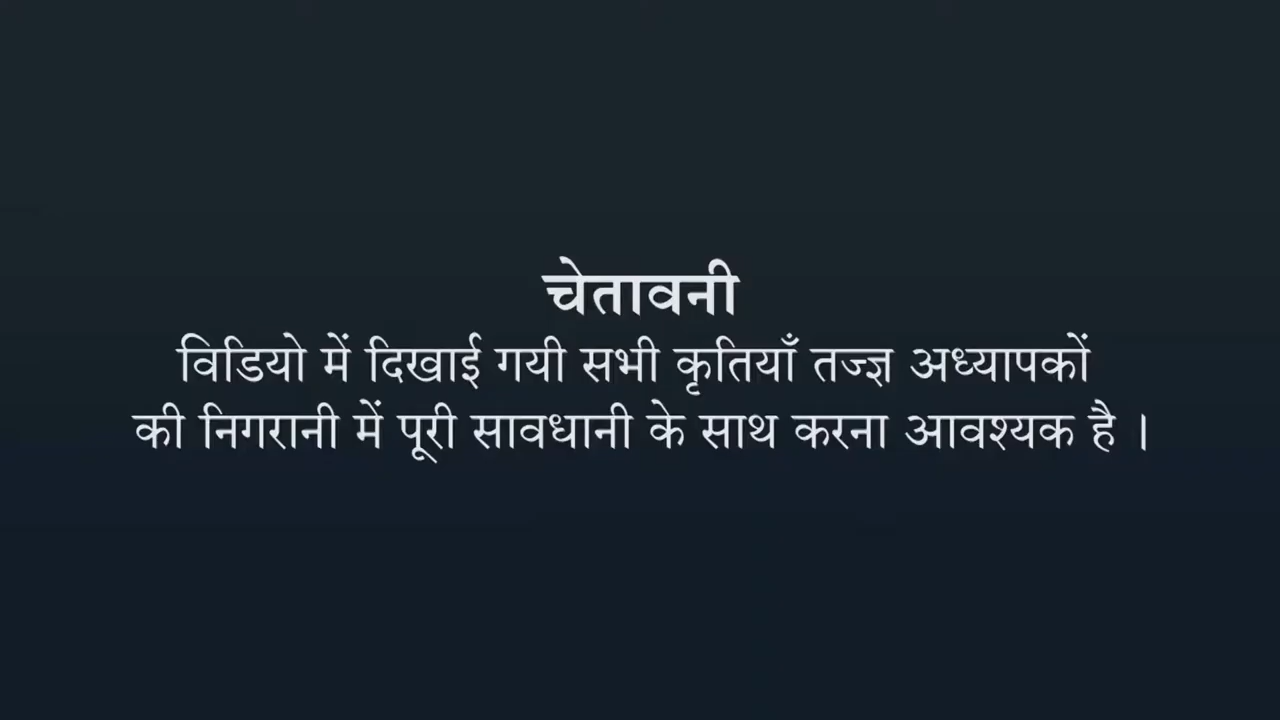 चेतावनी
विडियो में दिखाई गयी सभी कृतियाँ तज्ज्ञ अध्यापकों
की निगरानी में पूरी सावधानी के साथ करना आवश्यक है ।